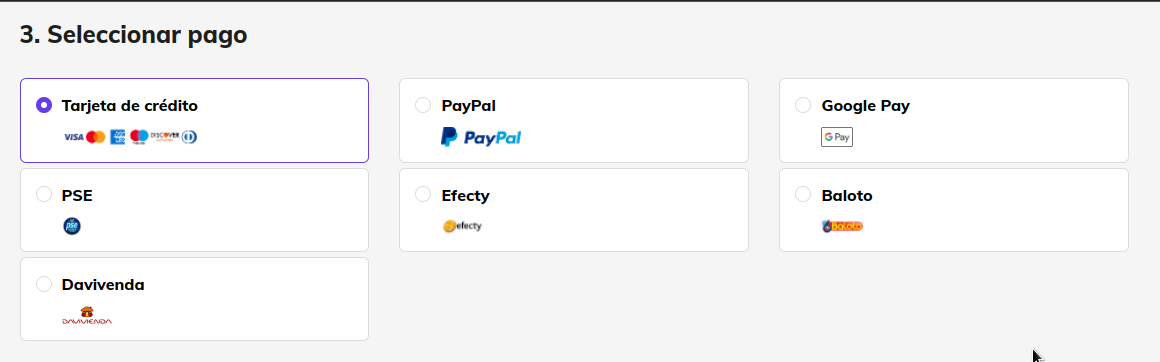 3. Seleccionar pago
Tarjeta de crédito
VISA DISCOVER
PayPal
PayPal
Google Pay
G Pay
PSE
pse
Efecty
efecty
Baloto
Baloto
Davivenda
DAVIVIENDA